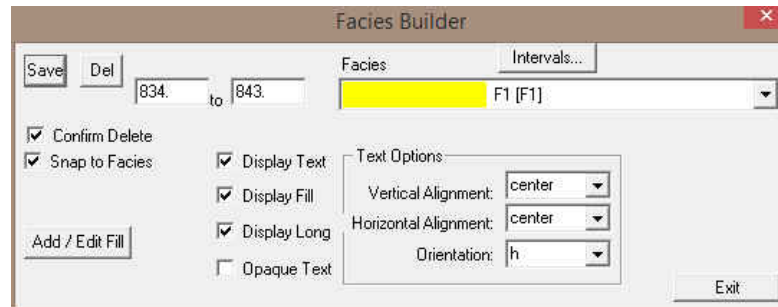 Facies Builder
Save Del 834. to 843. Facies Intervals...
F1 [F1]
Confirm Delete
Snap to Facies
Display Text
Display Fill
Display Long
Opaque Text
Add / Edit Fill
Text Options
Vertical Alignment: center
Horizontal Alignment: center
Orientation: h
Exit